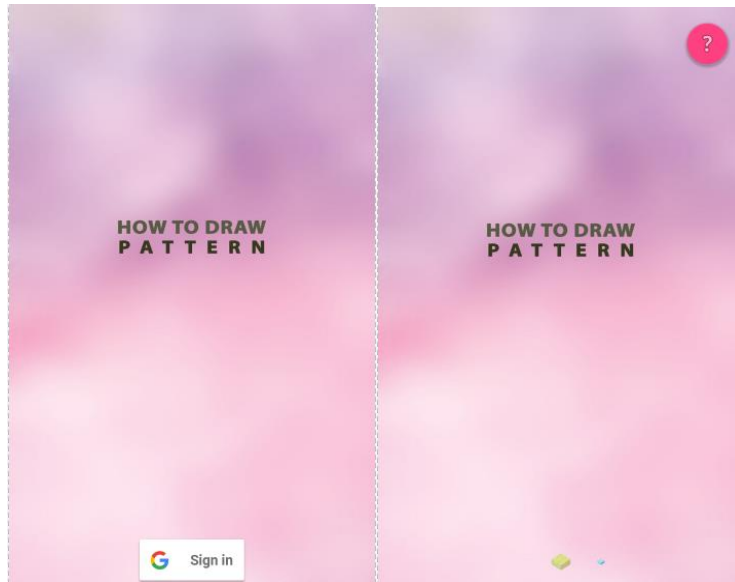 HOW TO DRAW
PATTERN
Sign in
?
HOW TO DRAW
PATTERN